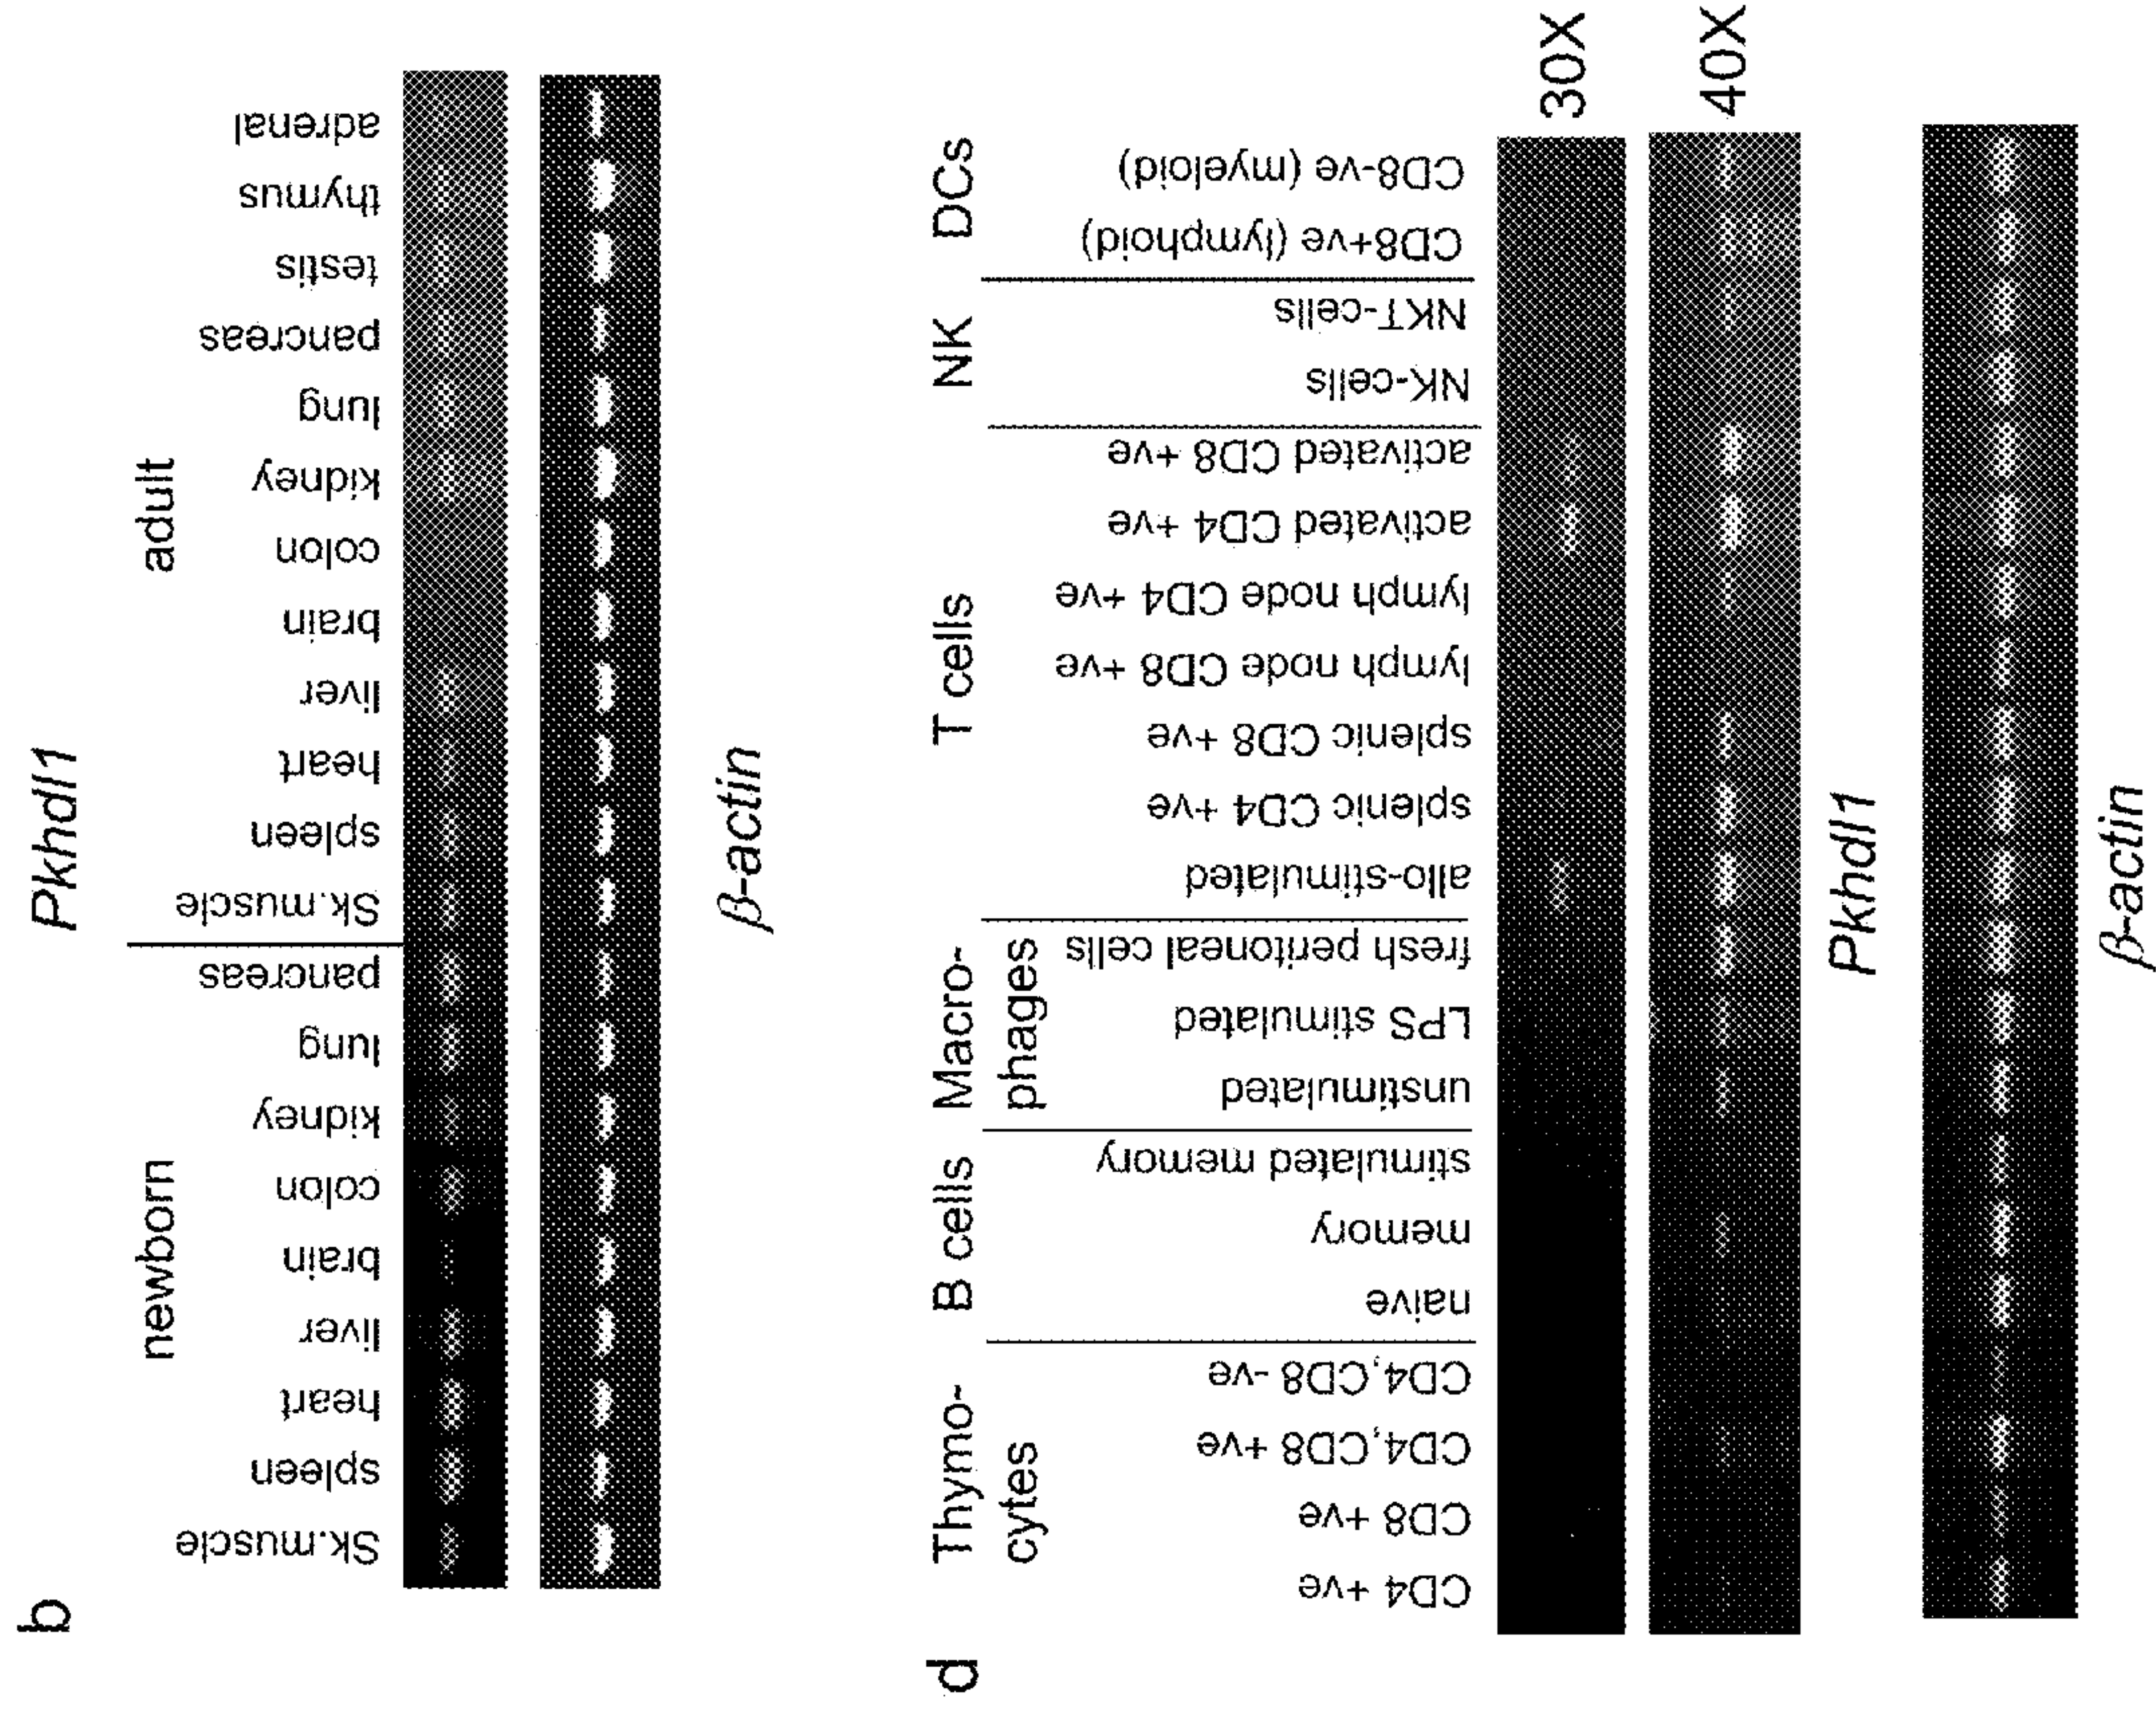 b
Pkhdl1
newborn
adult
Sk.muscle
spleen
heart
liver
brain
colon
kidney
lung
pancreas
Sk.muscle
spleen
heart
liver
brain
colon
kidney
lung
pancreas
testis
thymus
adrenal
β-actin
d
Thymo-
cytes
B cells
Macro-
phages
T cells
NK
DCs
CD4 +ve
CD8 +ve
CD4,CD8 +ve
CD4,CD8 -ve
naive
memory
stimulated memory
unstimulated
LPS stimulated
fresh peritoneal cells
allo-stimulated
splenic CD4 +ve
splenic CD8 +ve
lymph node CD8 +ve
lymph node CD4 +ve
activated CD4 +ve
activated CD8 +ve
NK-cells
NKT-cells
CD8+ve (lymphoid)
CD8-ve (myeloid)
30X
40X
Pkhdl1
β-actin